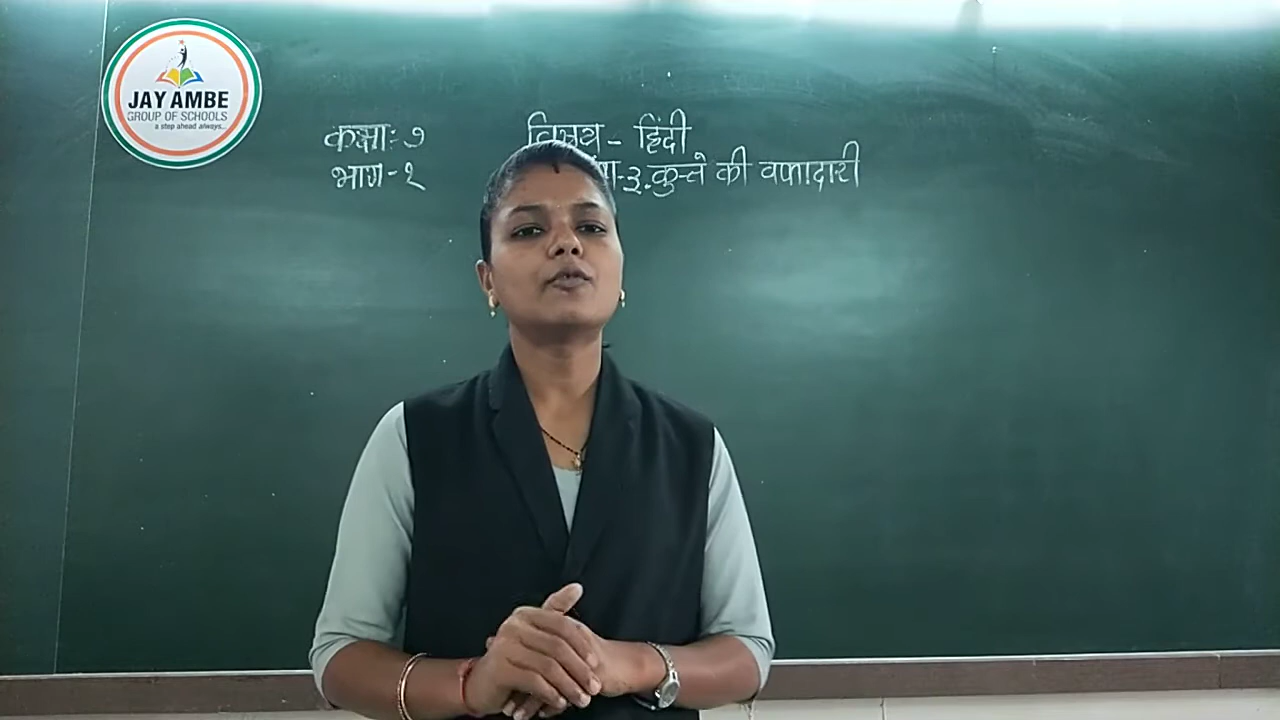 JAY AMBE
GROUP OF SCHOOLS
a step ahead always...
कक्षाः-७
विषय - हिंदी
भाग - १
३. कुत्ते की वफादारी